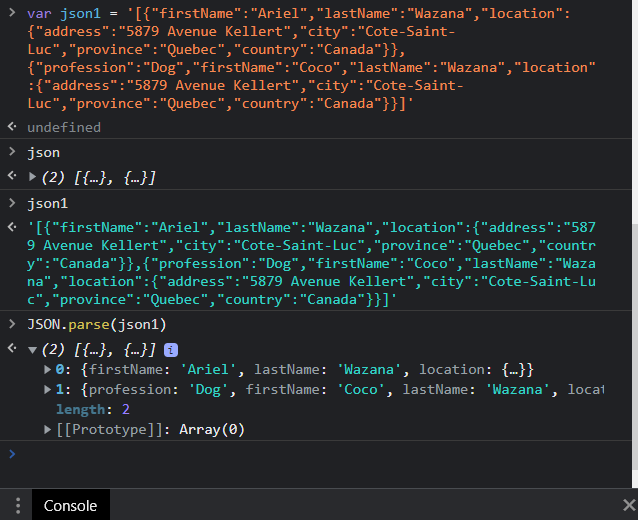 > var json1 = '[{"firstName":"Ariel","lastName":"Wazana","location":
{"address":"5879 Avenue Kellert","city":"Cote-Saint-
Luc","province":"Quebec","country":"Canada"}},
{"profession":"Dog","firstName":"Coco","lastName":"Wazana","location"
:{"address":"5879 Avenue Kellert","city":"Cote-Saint-
Luc","province":"Quebec","country":"Canada"}}]'
undefined
> json
(2) [{…}, {…}]
> json1
'[{"firstName":"Ariel","lastName":"Wazana","location":{"address":"587
9 Avenue Kellert","city":"Cote-Saint-Luc","province":"Quebec","countr
y":"Canada"}},{"profession":"Dog","firstName":"Coco","lastName":"Waza
na","location":{"address":"5879 Avenue Kellert","city":"Cote-Saint-Lu
c","province":"Quebec","country":"Canada"}}]'
> JSON.parse(json1)
(2) [{…}, {…}] i
0: {firstName: 'Ariel', lastName: 'Wazana', location: {…}}
1: {profession: 'Dog', firstName: 'Coco', lastName: 'Wazana', locat
length: 2
[[Prototype]]: Array(0)
>
Console